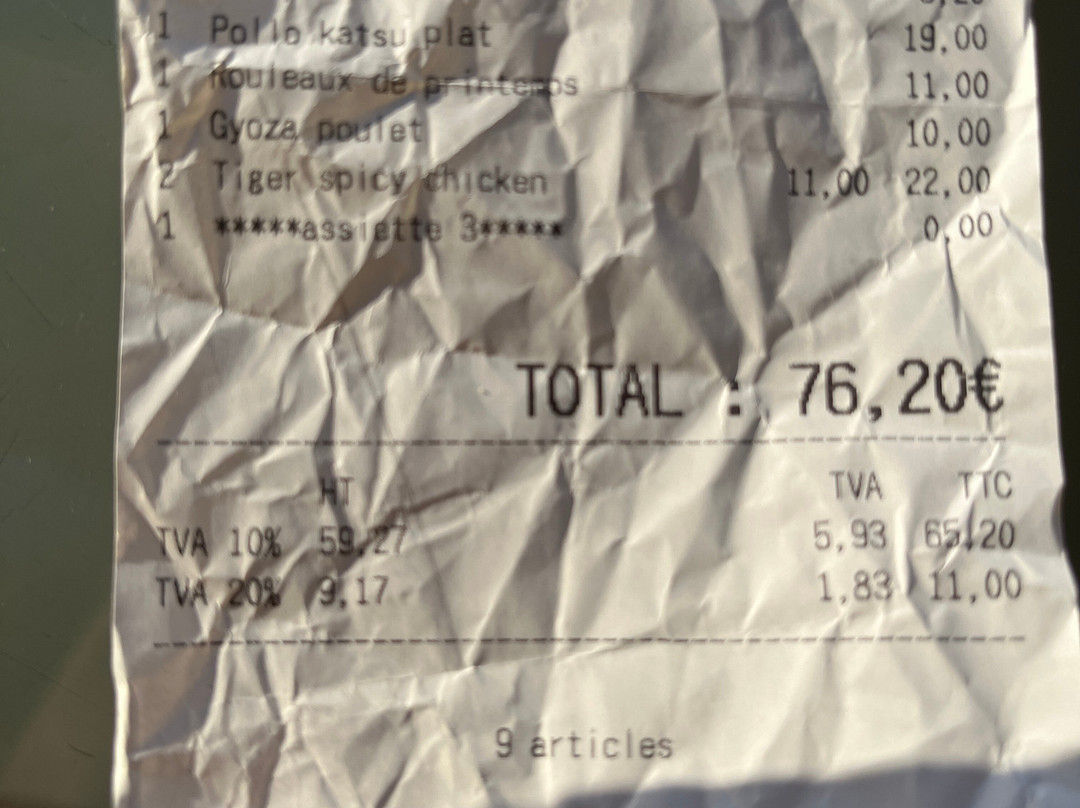 1 Pollo katsu plat 19,00
1 Rouleaux de printemps 11,00
1 Gyoza poulet 10,00
2 Tiger spicy chicken 11,00 22,00
1 *****assiette 3***** 0,00
TOTAL : 76,20€
HT TVA TTC
TVA 10% 59,27 5,93 65,20
TVA 20% 9,17 1,83 11,00
9 articles